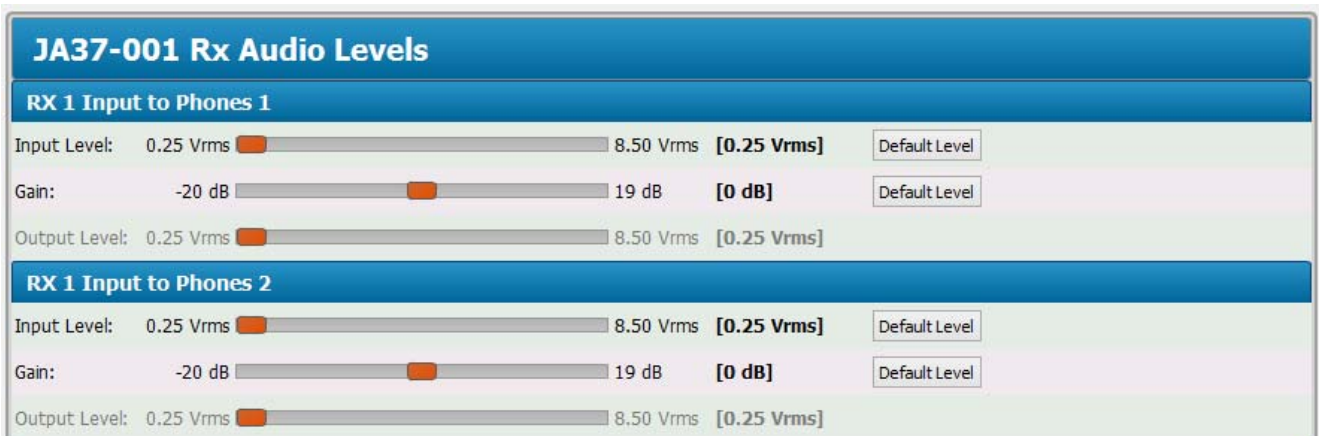 JA37-001 Rx Audio Levels
RX 1 Input to Phones 1
Input Level: 0.25 Vrms 8.50 Vrms [0.25 Vrms] Default Level
Gain: -20 dB 19 dB [0 dB] Default Level
Output Level: 0.25 Vrms 8.50 Vrms [0.25 Vrms]
RX 1 Input to Phones 2
Input Level: 0.25 Vrms 8.50 Vrms [0.25 Vrms] Default Level
Gain: -20 dB 19 dB [0 dB] Default Level
Output Level: 0.25 Vrms 8.50 Vrms [0.25 Vrms]